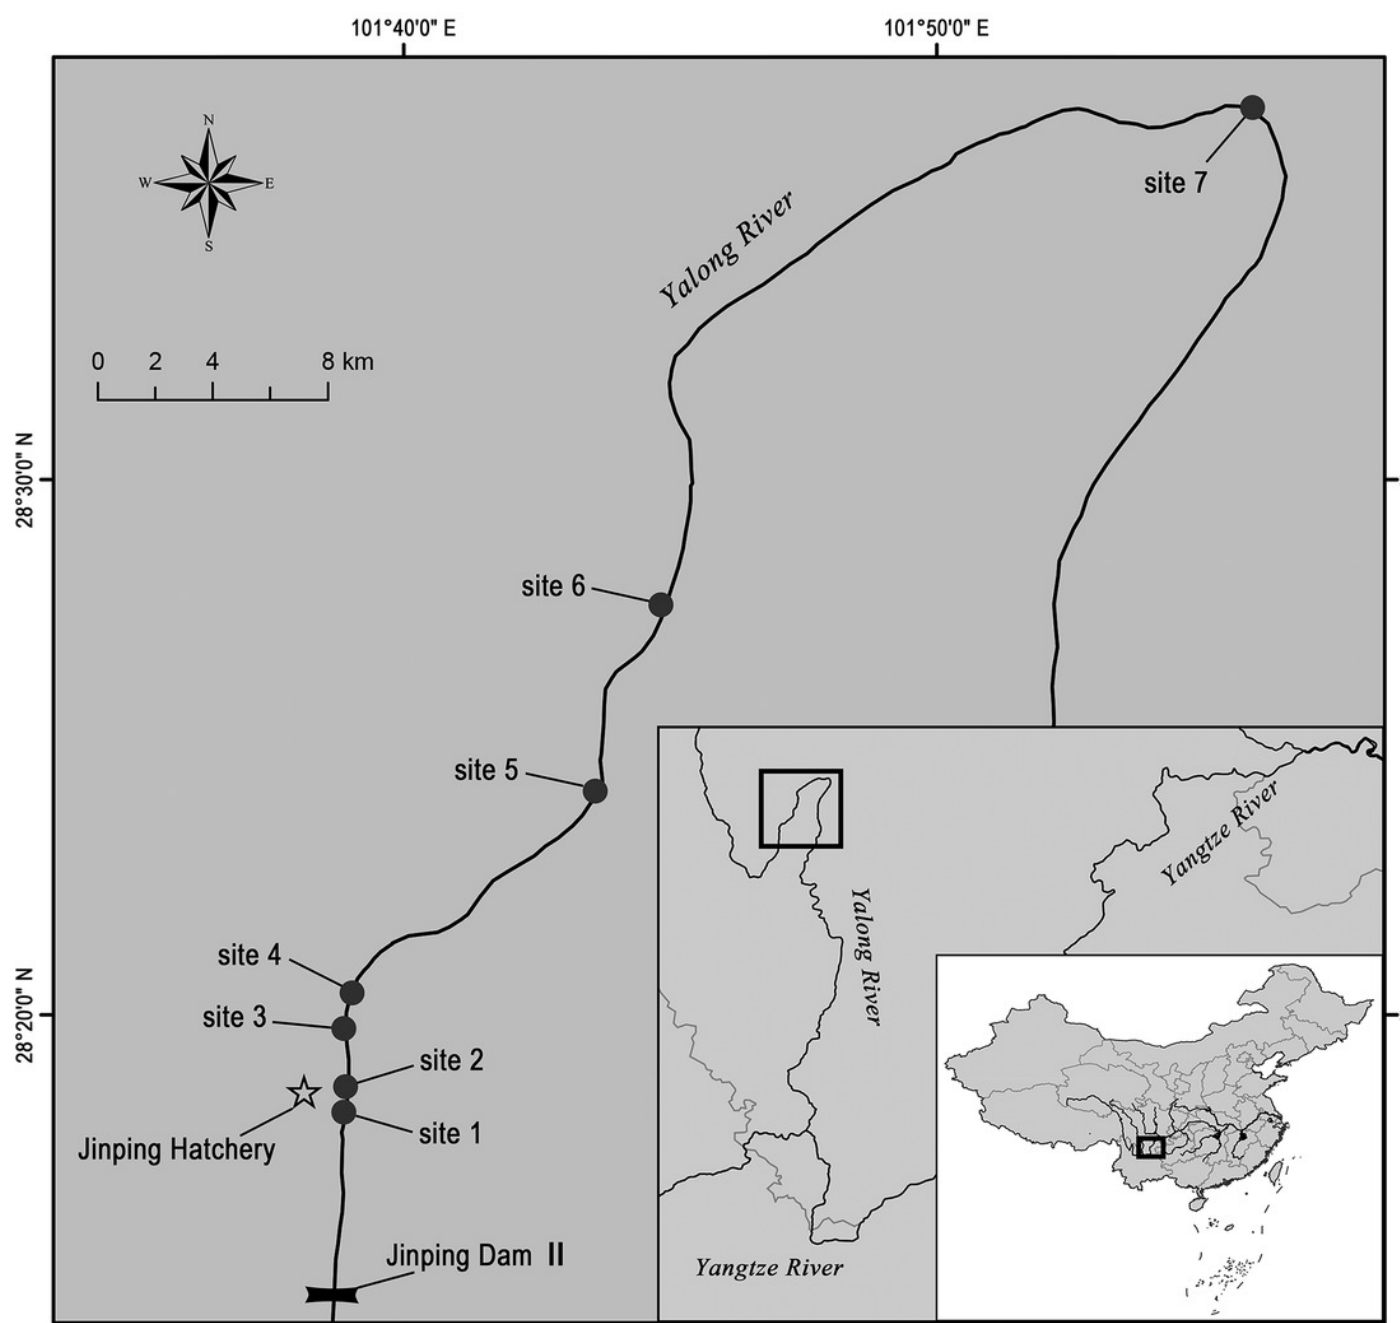 101°40'0" E
101°50'0" E
N
W
E
S
site 7
Yalong River
0 2 4 8 km
28°30'0" N
site 6
site 5
site 4
site 3
28°20'0" N
site 2
site 1
Jinping Hatchery
Jinping Dam II
Yangtze River
Yalong River
Yangtze River